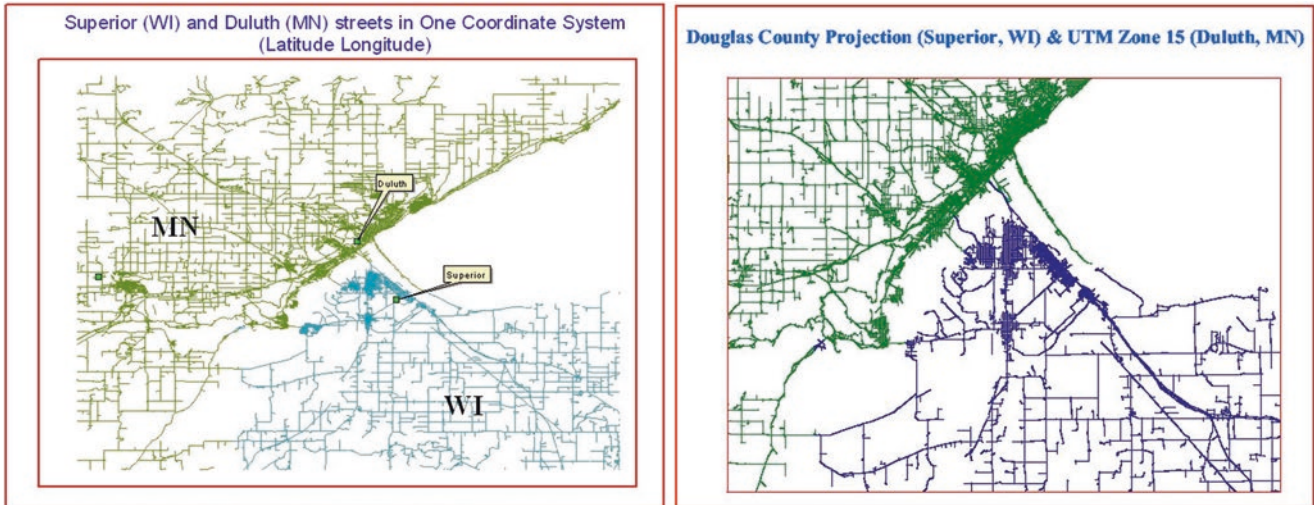 Superior (WI) and Duluth (MN) streets in One Coordinate System
(Latitude Longitude)
Duluth
MN
Superior
WI
Douglas County Projection (Superior, WI) & UTM Zone 15 (Duluth, MN)